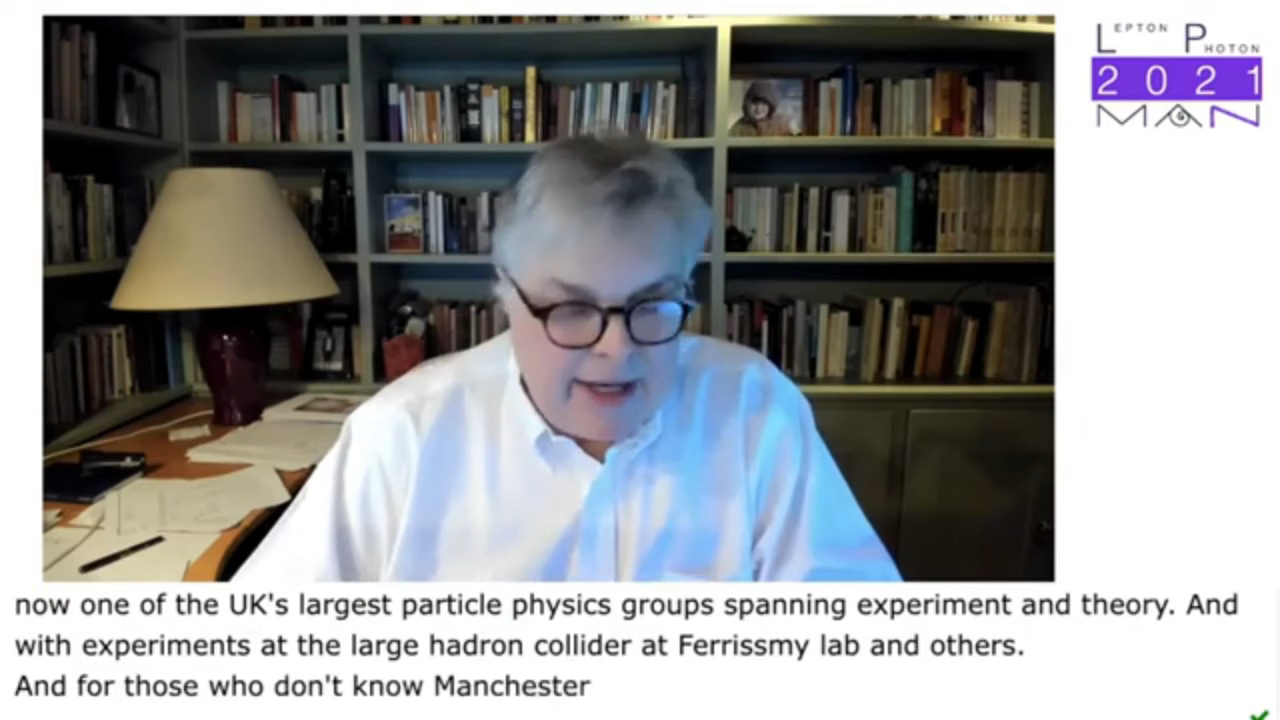 LEPTON PHOTON
2021
MAN
now one of the UK's largest particle physics groups spanning experiment and theory. And
with experiments at the large hadron collider at Ferrissmy lab and others.
And for those who don't know Manchester